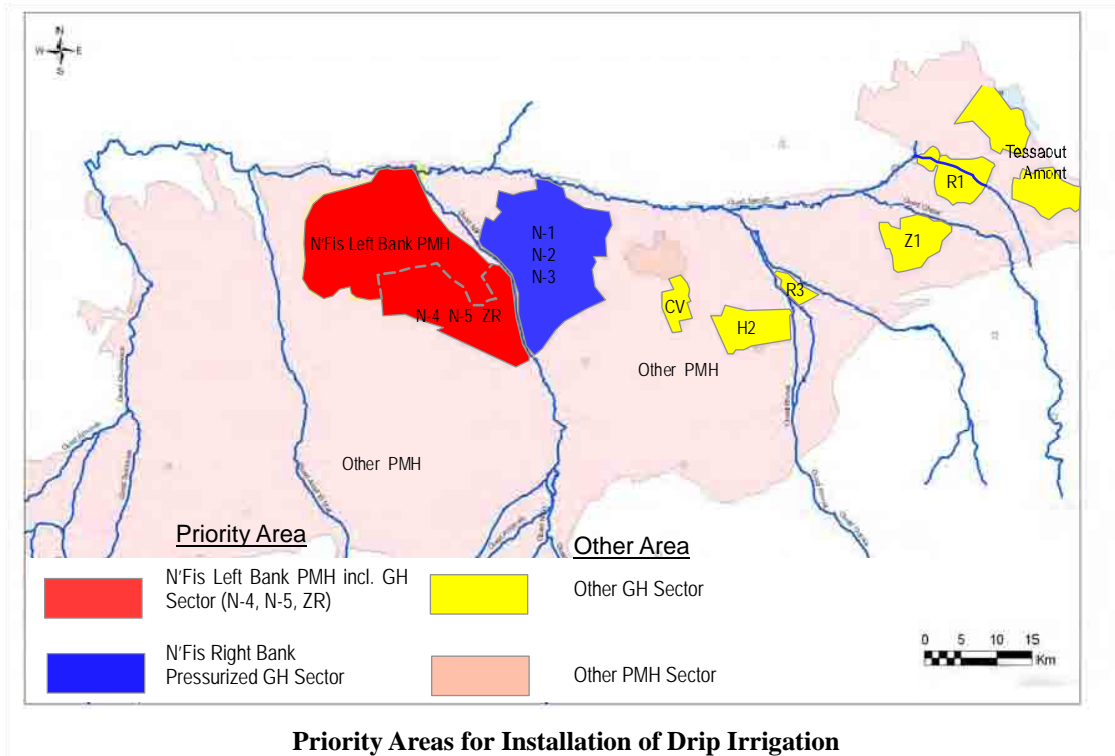 N
W E
S
Tessaout
Amont
R1
Z1
N'Fis Left Bank PMH
N-1
N-2
N-3
R3
CV
N-4 N-5 ZR
H2
Other PMH
Other PMH
Priority Area
Other Area
N'Fis Left Bank PMH incl. GH
Sector (N-4, N-5, ZR)
Other GH Sector
N'Fis Right Bank
Pressurized GH Sector
Other PMH Sector
0 5 10 15
Km
Priority Areas for Installation of Drip Irrigation